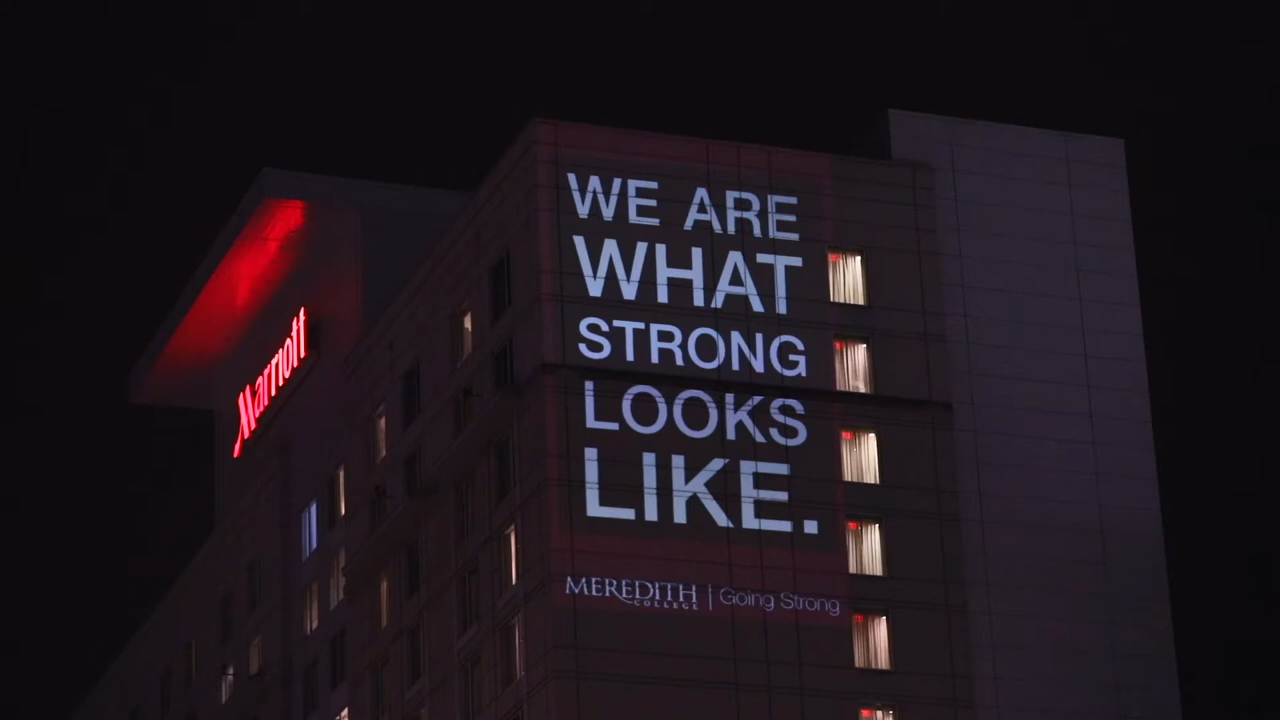 Marriott
WE ARE
WHAT
STRONG
LOOKS
LIKE.
MEREDITH COLLEGE | Going Strong